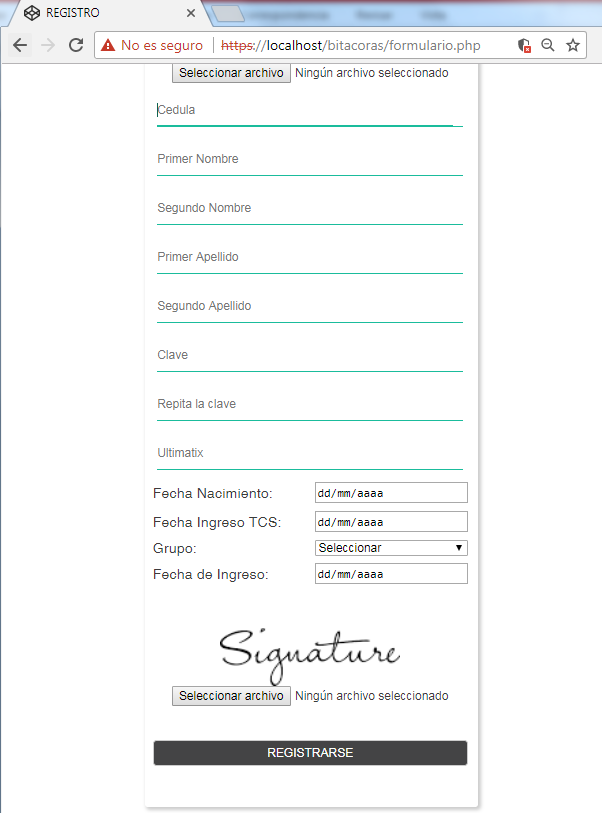 REGISTRO
No es seguro https://localhost/bitacoras/formulario.php
Seleccionar archivo Ningún archivo seleccionado
Cedula
Primer Nombre
Segundo Nombre
Primer Apellido
Segundo Apellido
Clave
Repita la clave
Ultimatix
Fecha Nacimiento: dd/mm/aaaa
Fecha Ingreso TCS: dd/mm/aaaa
Grupo: Seleccionar
Fecha de Ingreso: dd/mm/aaaa
Signature
Seleccionar archivo Ningún archivo seleccionado
REGISTRARSE